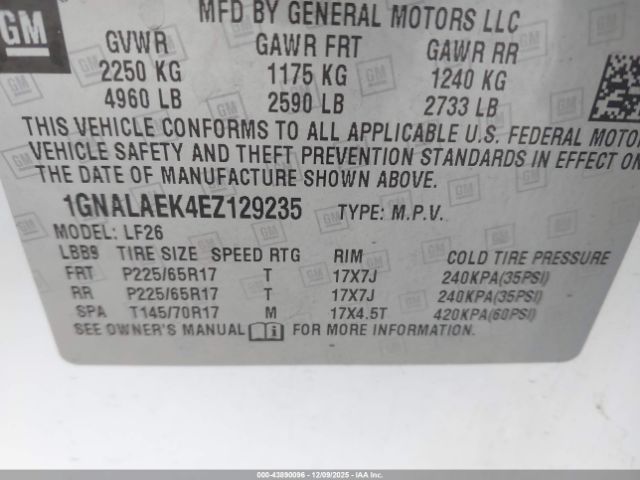 GM MFD BY GENERAL MOTORS LLC
GVWR GAWR FRT GAWR RR
2250 KG 1175 KG 1240 KG
4960 LB 2590 LB 2733 LB
THIS VEHICLE CONFORMS TO ALL APPLICABLE U.S. FEDERAL MOTO
VEHICLE SAFETY AND THEFT PREVENTION STANDARDS IN EFFECT ON
THE DATE OF MANUFACTURE SHOWN ABOVE.
1GNALAEK4EZ129235 TYPE: M.P.V.
MODEL: LF26
LBB9 TIRE SIZE SPEED RTG RIM COLD TIRE PRESSURE
FRT P225/65R17 T 17X7J 240KPA(35PSI)
RR P225/65R17 T 17X7J 240KPA(35PSI)
SPA T145/70R17 M 17X4.5T 420KPA(60PSI)
SEE OWNER'S MANUAL FOR MORE INFORMATION.
000-43890096 - 12/09/2025 - IAAI.com